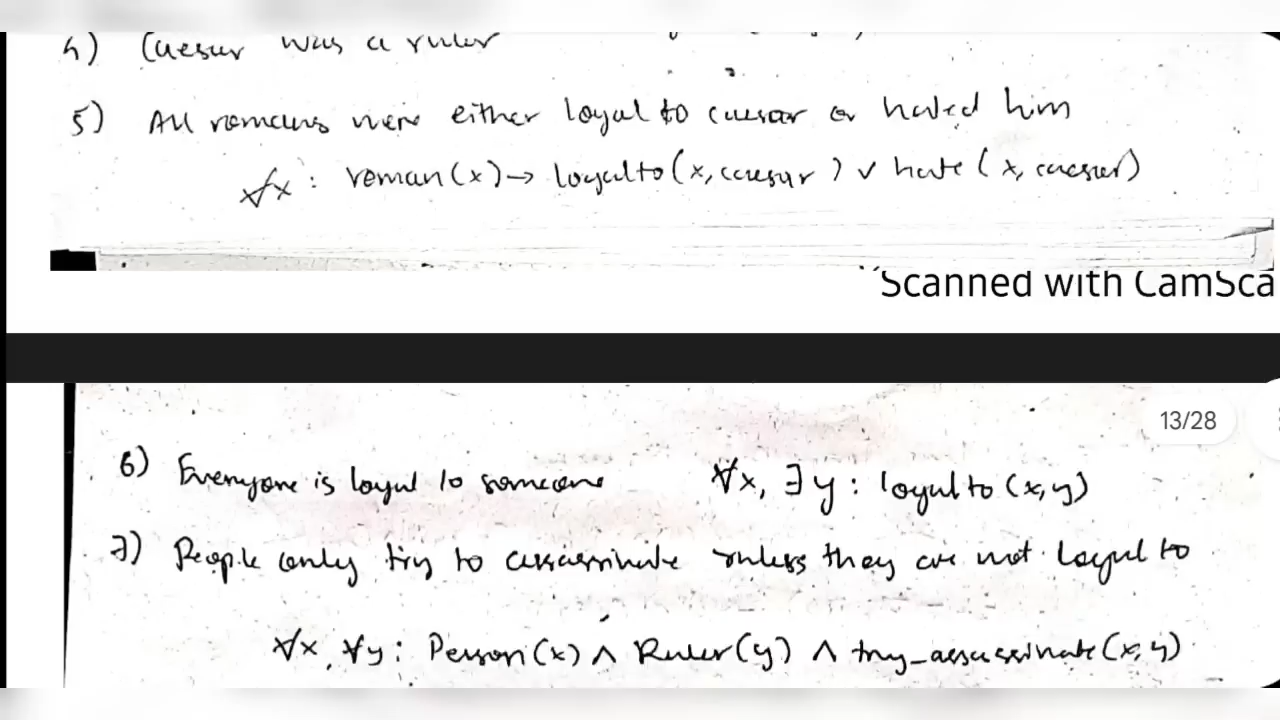 4) Caesar was a ruler
5) All romans were either loyal to caesar or hated him
∀x : roman(x) → loyalto(x, caesar) ∨ hate(x, caesar)
Scanned with CamSca
13/28
6) Everyone is loyal to someone ∀x, ∃y : loyalto(x,y)
7) People only try to assassinate rulers they are not loyal to
∀x, ∀y : Person(x) ∧ Ruler(y) ∧ try_assassinate(x,y)